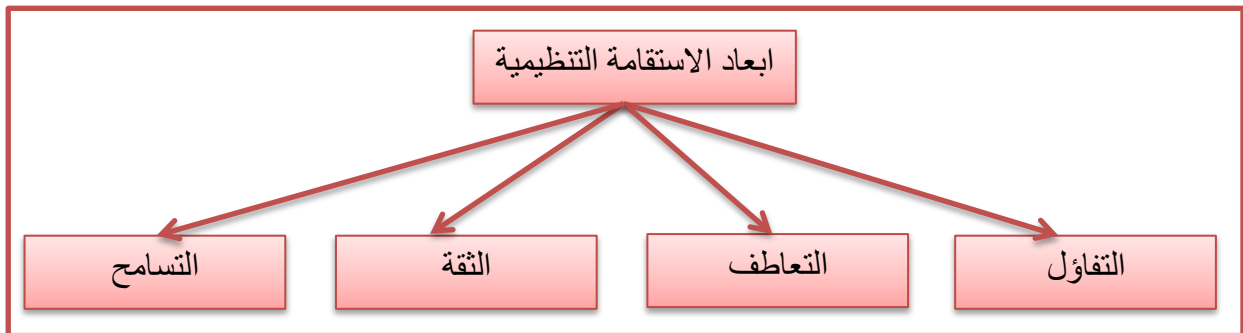 ابعاد الاستقامة التنظيمية
التفاؤل
التعاطف
الثقة
التسامح